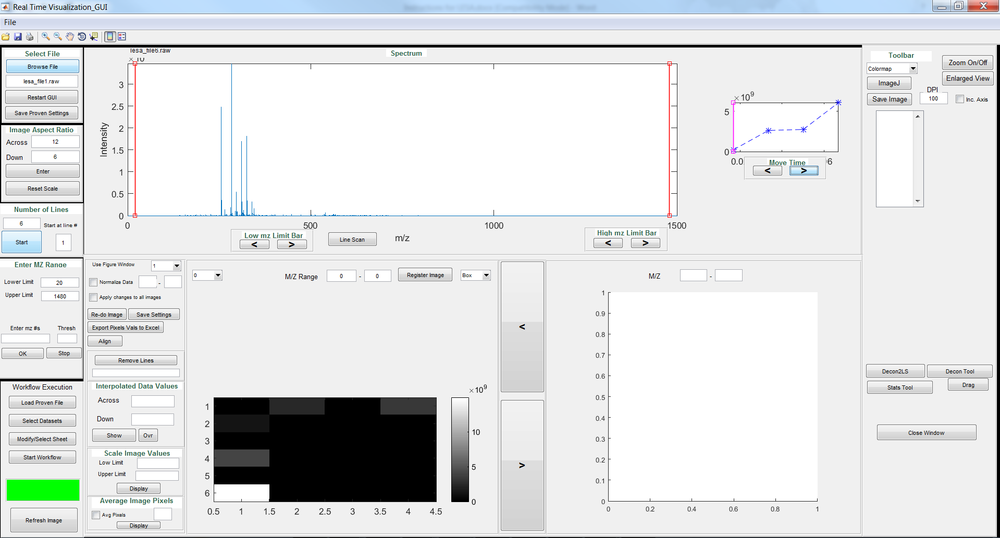 Real Time Visualization_GUI
File
Select File
Browse File
lesa_file1.raw
Restart GUI
Save Proven Settings
Image Aspect Ratio
Across 12
Down 6
Enter
Reset Scale
Number of Lines
6 Start at line #
Start 1
Enter MZ Range
Lower Limit 20
Upper Limit 1480
Enter mz #s Thresh
OK Stop
Workflow Execution
Load Proven File
Select Datasets
Modify/Select Sheet
Start Workflow
Refresh Image
lesa_file6.raw
Spectrum
× 10
3
2.5
2
1.5
1
0.5
0
Intensity
0 500 1000 1500
m/z
Low mz Limit Bar
< >
Line Scan
High mz Limit Bar
< >
× 10^9
5
0
0.0 6
Move Time
< >
Use Figure Window 1
Normalize Data -
Apply changes to all images
Re-do Image Save Settings
Export Pixels Vals to Excel
Align
Remove Lines
Interpolated Data Values
Across
Down
Show Ovr
Scale Image Values
Low Limit
Upper Limit
Display
Average Image Pixels
Avg Pixels
Display
0 M/Z Range 0 - 0 Register Image Box
× 10^9
10
5
0
1
2
3
4
5
6
0.5 1 1.5 2 2.5 3 3.5 4 4.5
<
>
M/Z -
1
0.9
0.8
0.7
0.6
0.5
0.4
0.3
0.2
0.1
0
0 0.2 0.4 0.6 0.8 1
Toolbar
Colormap
Zoom On/Off
ImageJ
Enlarged View
DPI
Save Image 100 Inc. Axis
Decon2LS Decon Tool
Stats Tool Drag
Close Window